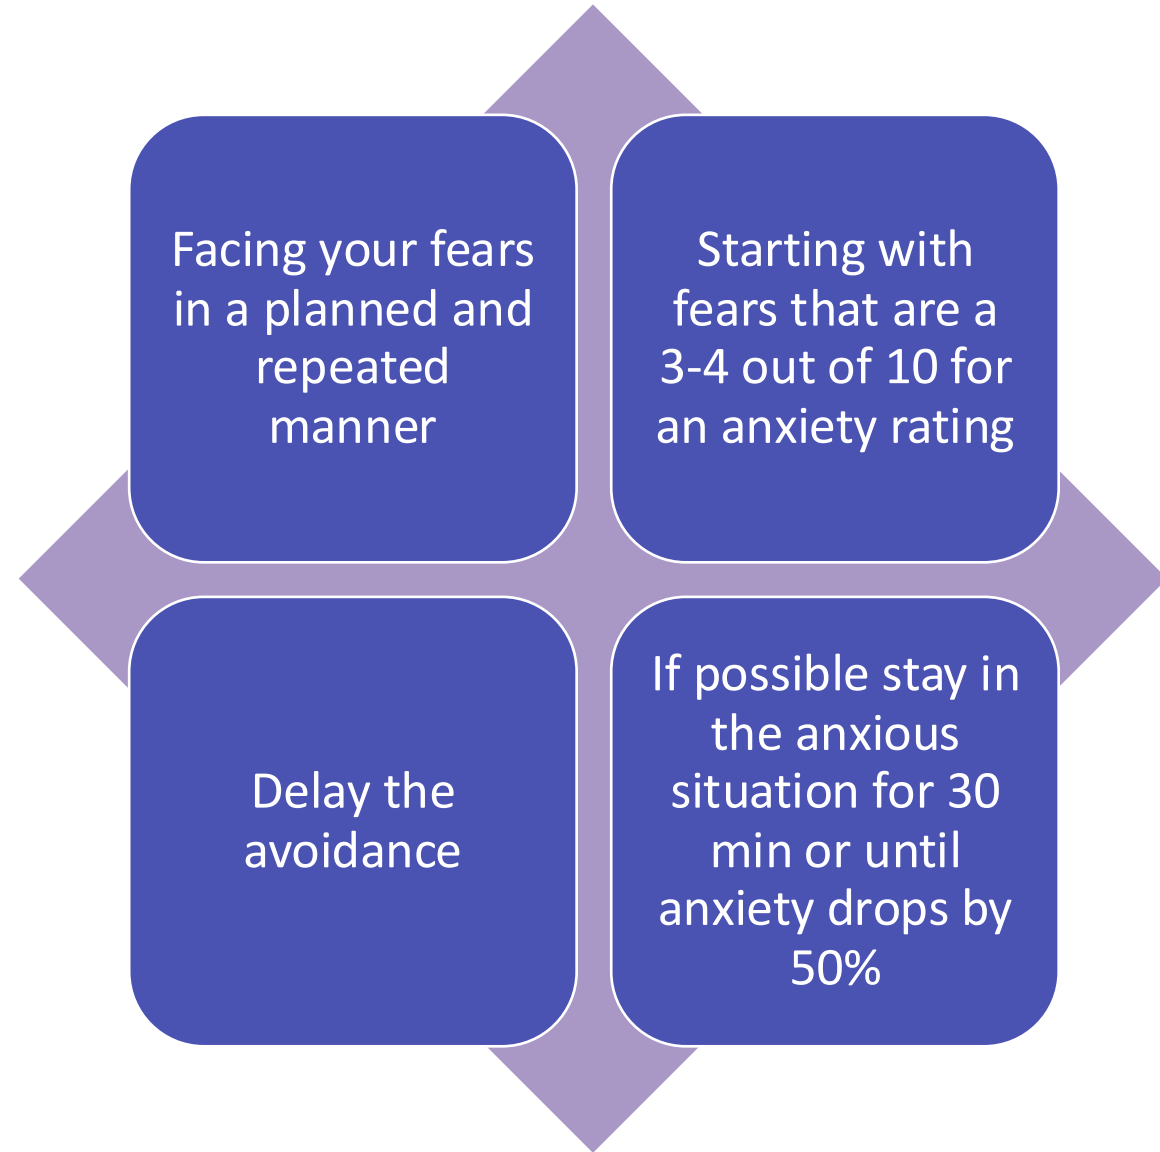 Facing your fears
in a planned and
repeated
manner
Starting with
fears that are a
3-4 out of 10 for
an anxiety rating
Delay the
avoidance
If possible stay in
the anxious
situation for 30
min or until
anxiety drops by
50%